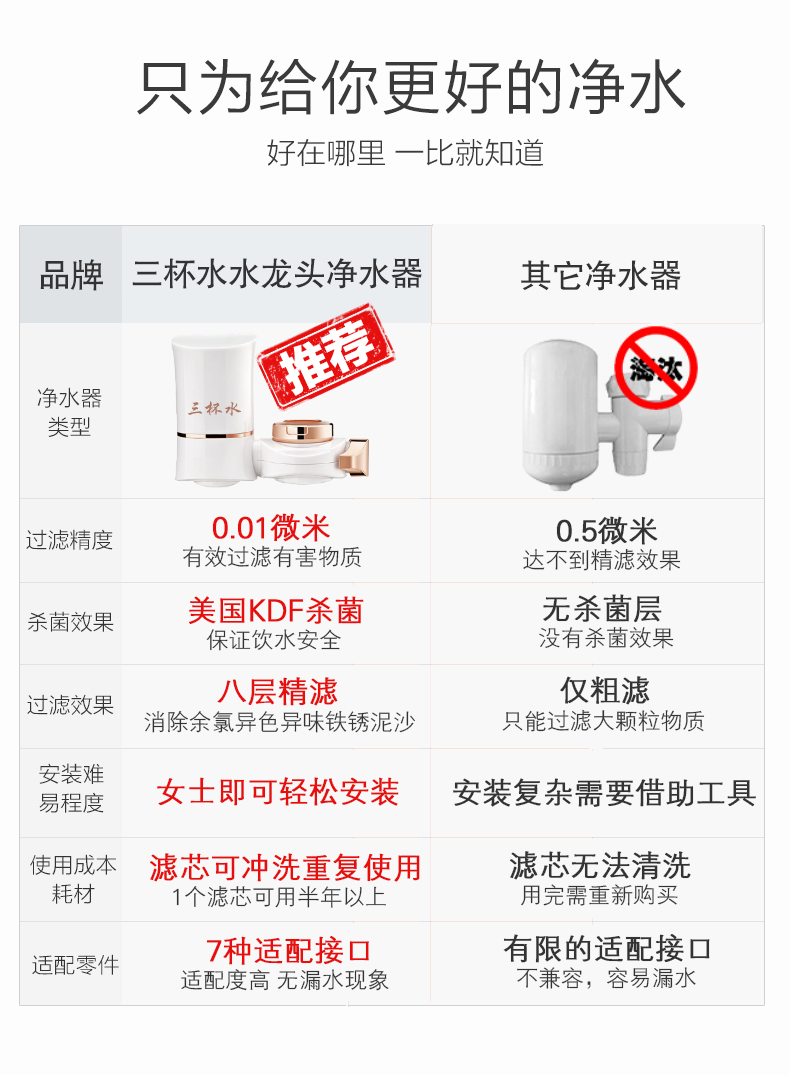 只为给你更好的净水
好在哪里 一比就知道
品牌
三杯水水龙头净水器
其它净水器
净水器
类型
三杯水
推荐
淘汰
过滤精度
0.01微米
有效过滤有害物质
0.5微米
达不到精滤效果
杀菌效果
美国KDF杀菌
保证饮水安全
无杀菌层
没有杀菌效果
过滤效果
八层精滤
消除余氯异色异味铁锈泥沙
仅粗滤
只能过滤大颗粒物质
安装难
易程度
女士即可轻松安装
安装复杂需要借助工具
使用成本
耗材
滤芯可冲洗重复使用
1个滤芯可用半年以上
滤芯无法清洗
用完需重新购买
适配零件
7种适配接口
适配度高 无漏水现象
有限的适配接口
不兼容，容易漏水